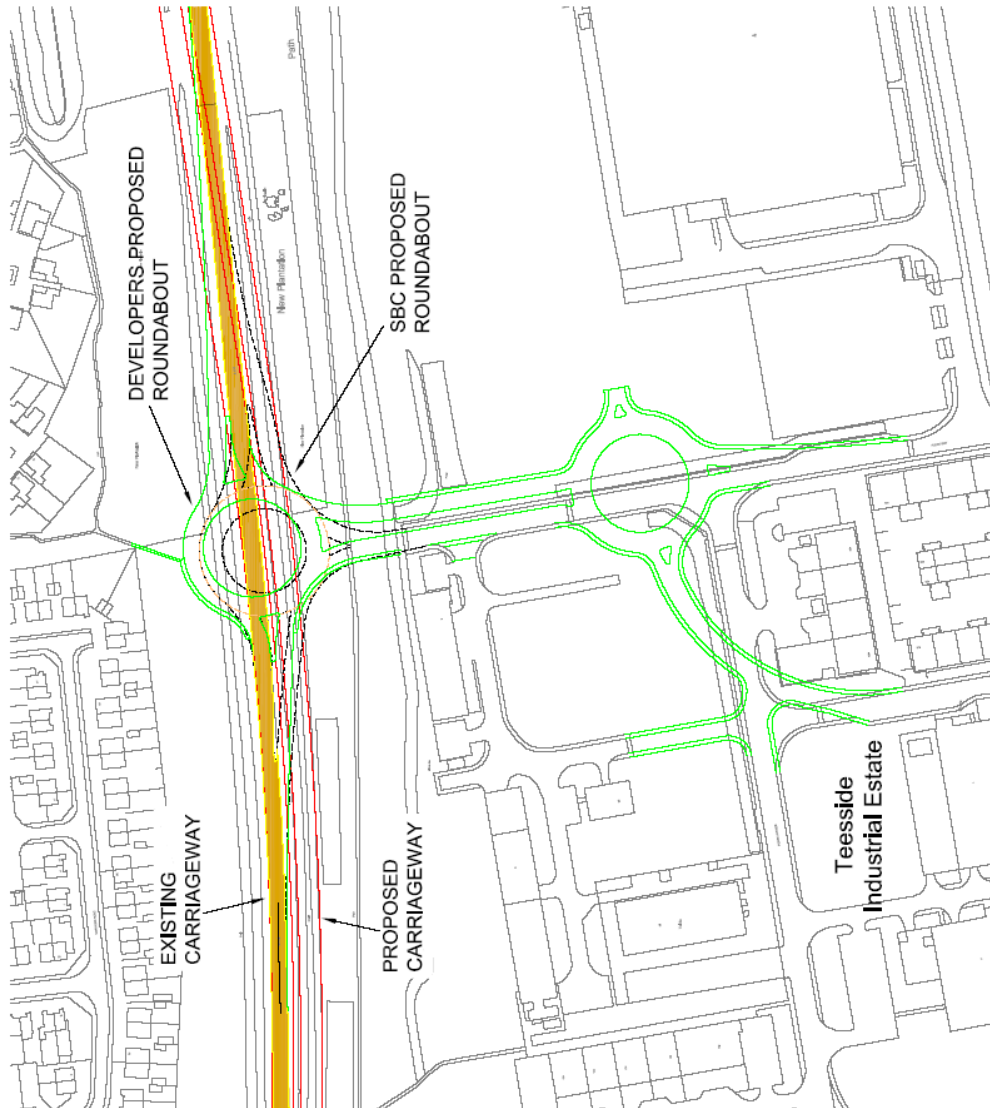 DEVELOPERS PROPOSED
ROUNDABOUT
SBC PROPOSED
ROUNDABOUT
Path
New Plantation
EXISTING
CARRIAGEWAY
PROPOSED
CARRIAGEWAY
Teesside
Industrial Estate